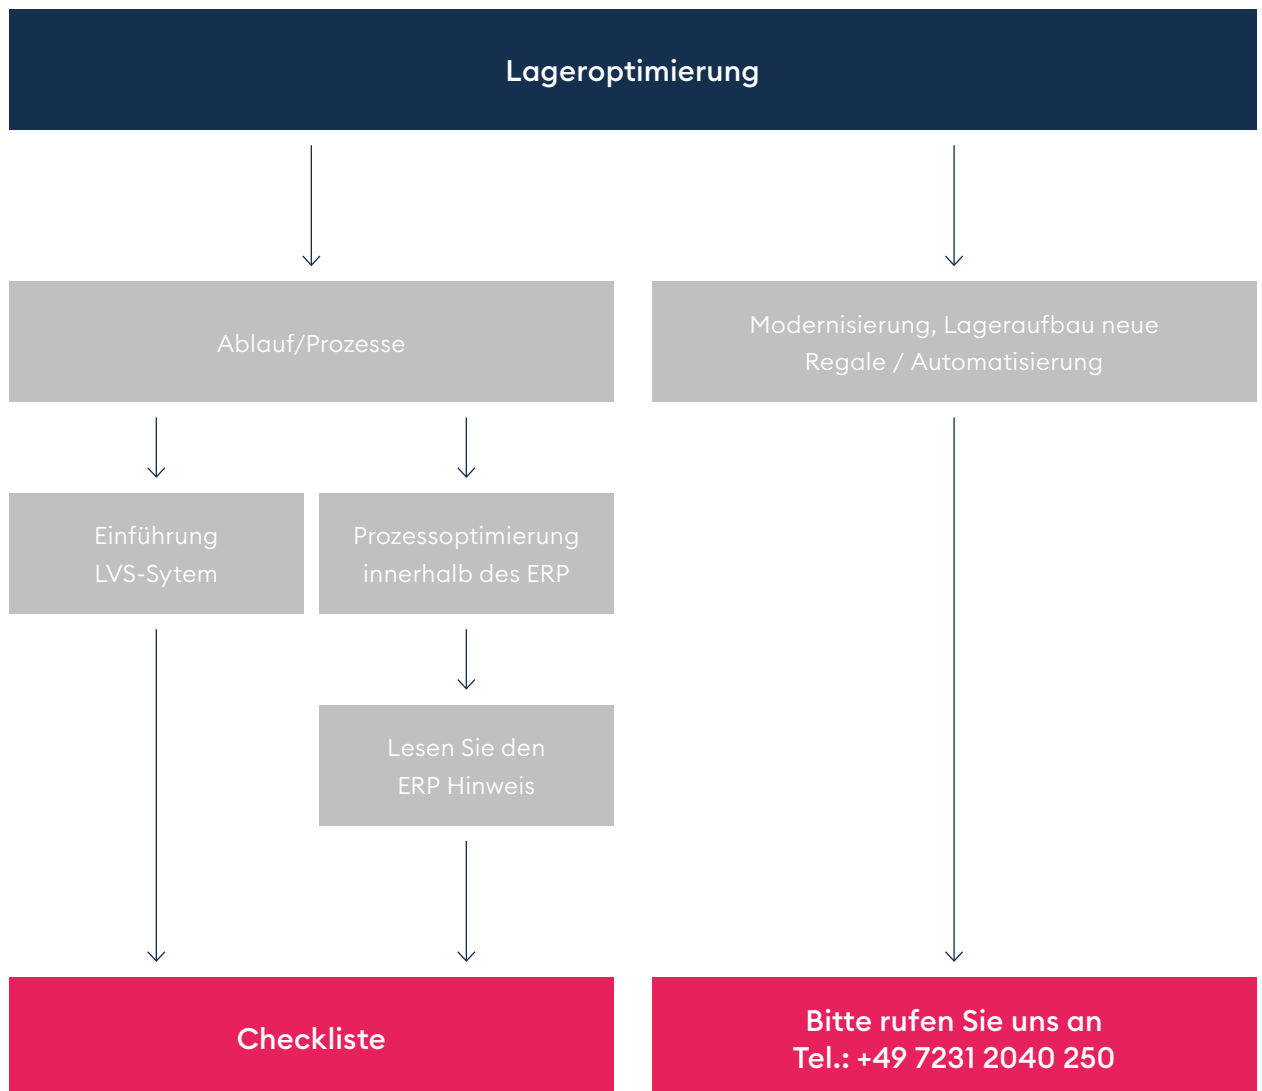 Lageroptimierung
Ablauf/Prozesse
Modernisierung, Lageraufbau neue
Regale / Automatisierung
Einführung
LVS-Sytem
Prozessoptimierung
innerhalb des ERP
Lesen Sie den
ERP Hinweis
Checkliste
Bitte rufen Sie uns an
Tel.: +49 7231 2040 250